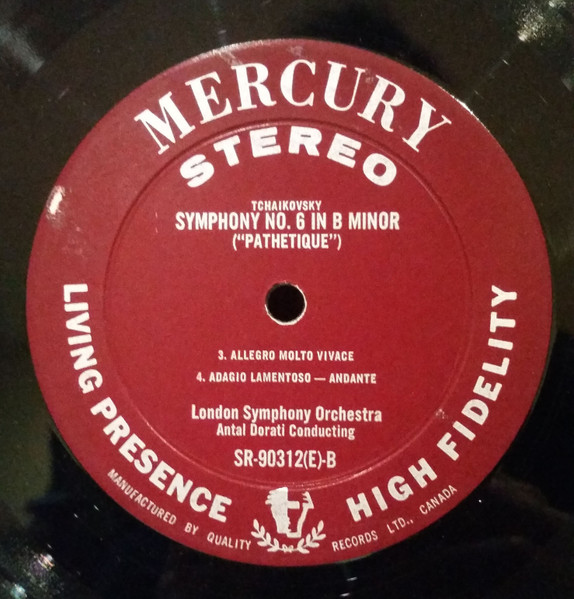 MERCURY
STEREO
TCHAIKOVSKY
SYMPHONY NO. 6 IN B MINOR
("PATHETIQUE")
3. ALLEGRO MOLTO VIVACE
4. ADAGIO LAMENTOSO — ANDANTE
London Symphony Orchestra
Antal Dorati Conducting
SR-90312(E)-B
LIVING PRESENCE
HIGH FIDELITY
MANUFACTURED BY QUALITY RECORDS LTD., CANADA